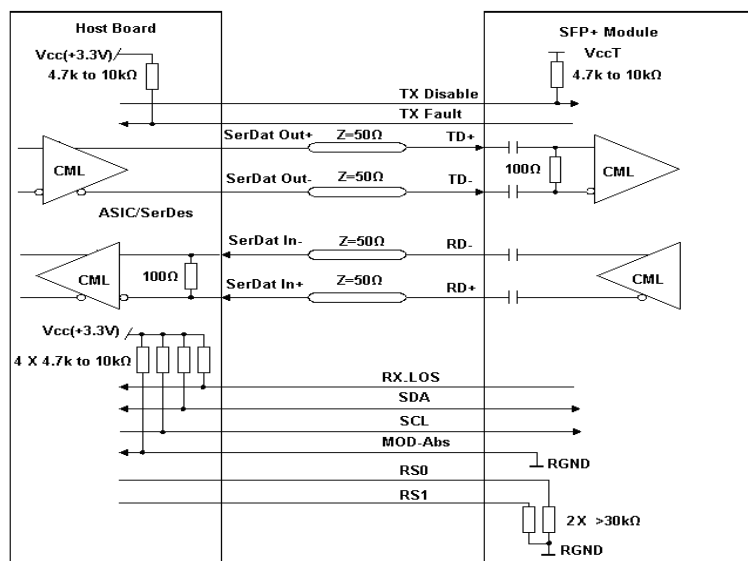 Host Board
SFP+ Module
Vcc(+3.3V)
4.7k to 10kΩ
VccT
4.7k to 10kΩ
TX Disable
TX Fault
SerDat Out+
Z=50Ω
TD+
CML
100Ω
CML
SerDat Out-
Z=50Ω
TD-
ASIC/SerDes
SerDat In-
Z=50Ω
RD-
CML
100Ω
CML
SerDat In+
Z=50Ω
RD+
Vcc(+3.3V)
4 X 4.7k to 10kΩ
RX_LOS
SDA
SCL
MOD-Abs
RGND
RS0
RS1
2X >30kΩ
RGND